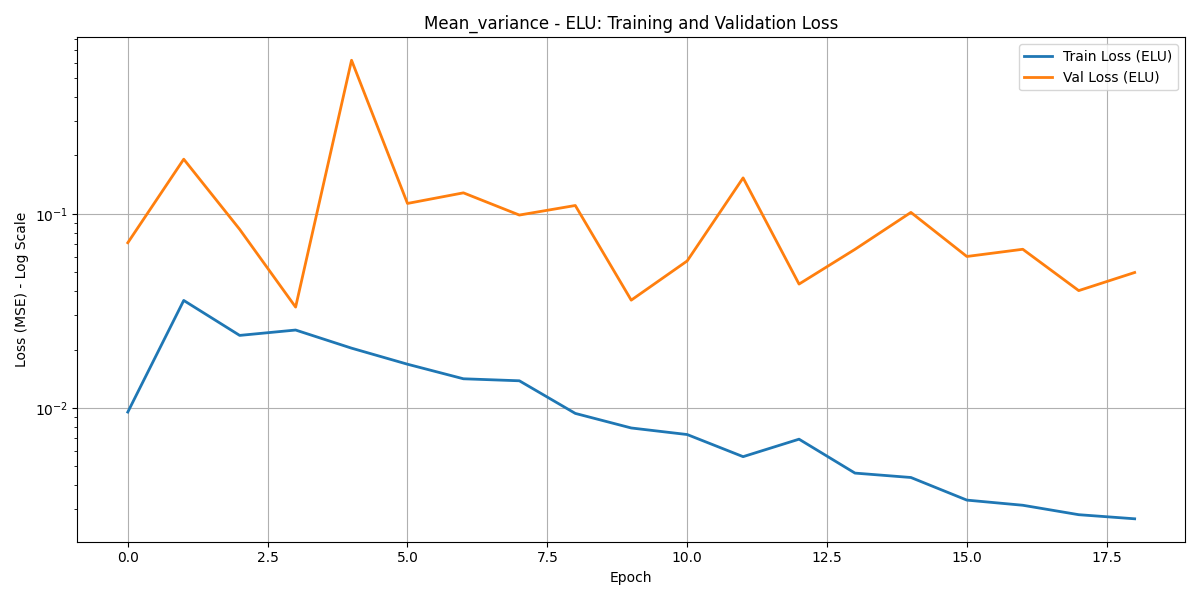 Mean_variance - ELU: Training and Validation Loss
Train Loss (ELU)
Val Loss (ELU)
Loss (MSE) - Log Scale
10⁻¹
10⁻²
0.0 2.5 5.0 7.5 10.0 12.5 15.0 17.5
Epoch